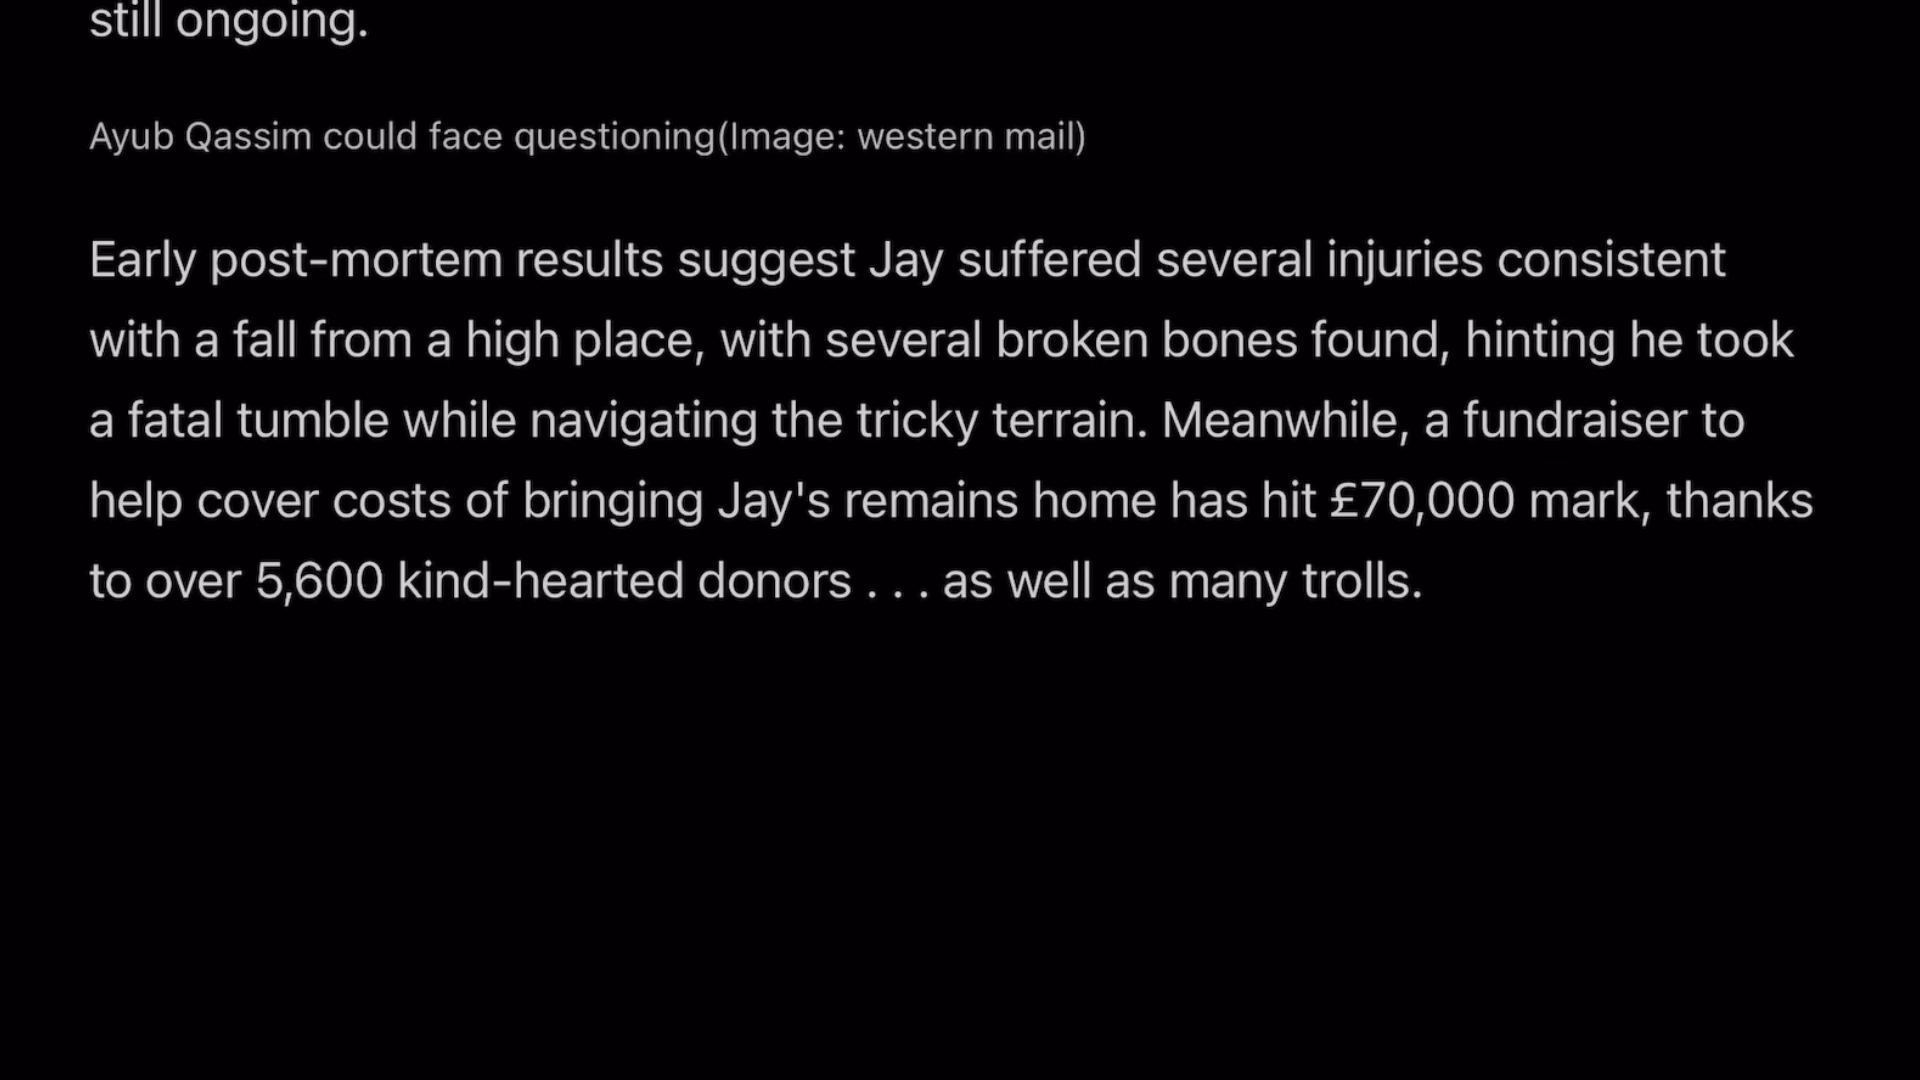 still ongoing.
Ayub Qassim could face questioning(Image: western mail)
Early post-mortem results suggest Jay suffered several injuries consistent
with a fall from a high place, with several broken bones found, hinting he took
a fatal tumble while navigating the tricky terrain. Meanwhile, a fundraiser to
help cover costs of bringing Jay's remains home has hit £70,000 mark, thanks
to over 5,600 kind-hearted donors . . . as well as many trolls.